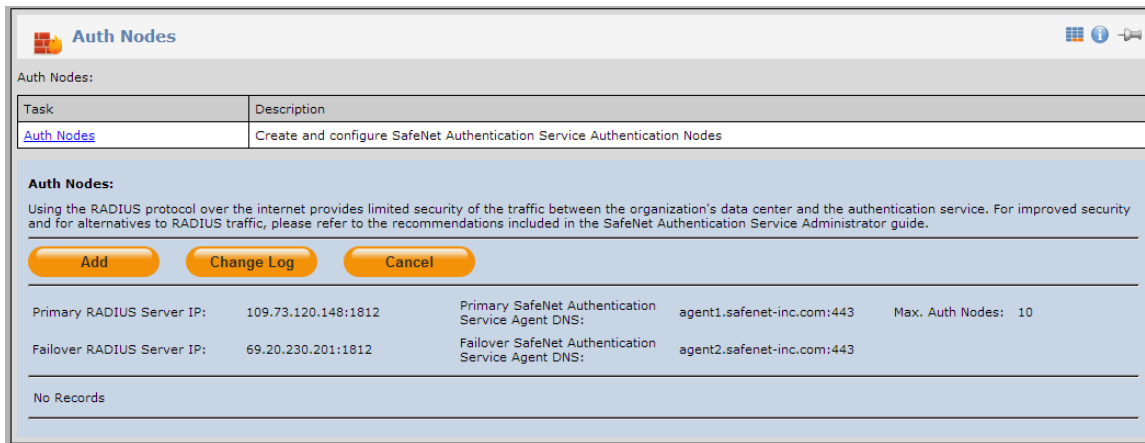 Auth Nodes
Auth Nodes:
Task Description
Auth Nodes Create and configure SafeNet Authentication Service Authentication Nodes
Auth Nodes:
Using the RADIUS protocol over the internet provides limited security of the traffic between the organization's data center and the authentication service. For improved security
and for alternatives to RADIUS traffic, please refer to the recommendations included in the SafeNet Authentication Service Administrator guide.
Add Change Log Cancel
Primary RADIUS Server IP: 109.73.120.148:1812 Primary SafeNet Authentication Service Agent DNS: agent1.safenet-inc.com:443 Max. Auth Nodes: 10
Failover RADIUS Server IP: 69.20.230.201:1812 Failover SafeNet Authentication Service Agent DNS: agent2.safenet-inc.com:443
No Records